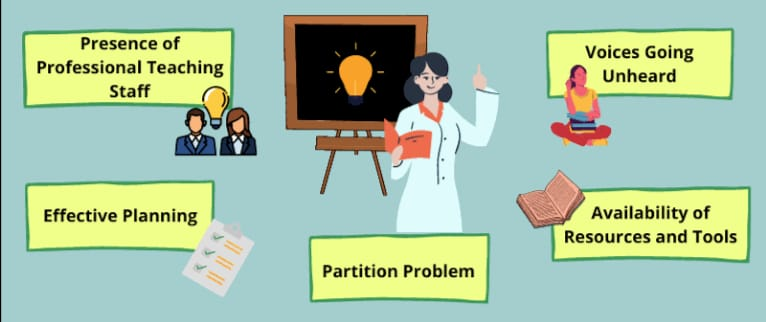 Presence of
Professional Teaching
Staff
Voices Going
Unheard
Effective Planning
Availability of
Resources and Tools
Partition Problem